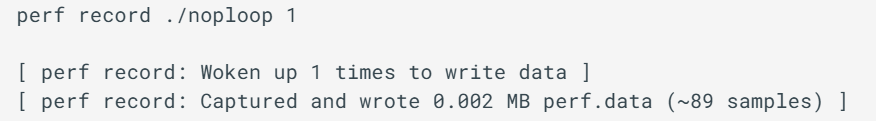 perf record ./noploop 1
[ perf record: Woken up 1 times to write data ]
[ perf record: Captured and wrote 0.002 MB perf.data (~89 samples) ]